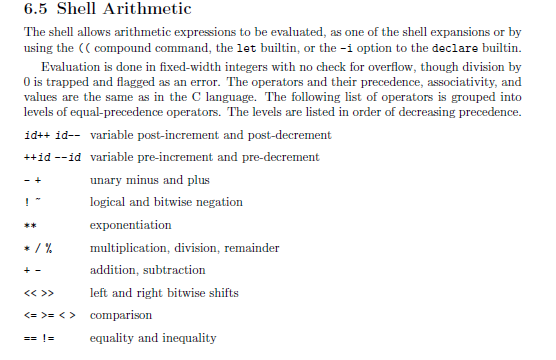 6.5 Shell Arithmetic
The shell allows arithmetic expressions to be evaluated, as one of the shell expansions or by
using the (( compound command, the let builtin, or the -i option to the declare builtin.
Evaluation is done in fixed-width integers with no check for overflow, though division by
0 is trapped and flagged as an error. The operators and their precedence, associativity, and
values are the same as in the C language. The following list of operators is grouped into
levels of equal-precedence operators. The levels are listed in order of decreasing precedence.
id++ id-- variable post-increment and post-decrement
++id --id variable pre-increment and pre-decrement
- + unary minus and plus
! ~ logical and bitwise negation
** exponentiation
* / % multiplication, division, remainder
+ - addition, subtraction
<< >> left and right bitwise shifts
<= >= < > comparison
== != equality and inequality